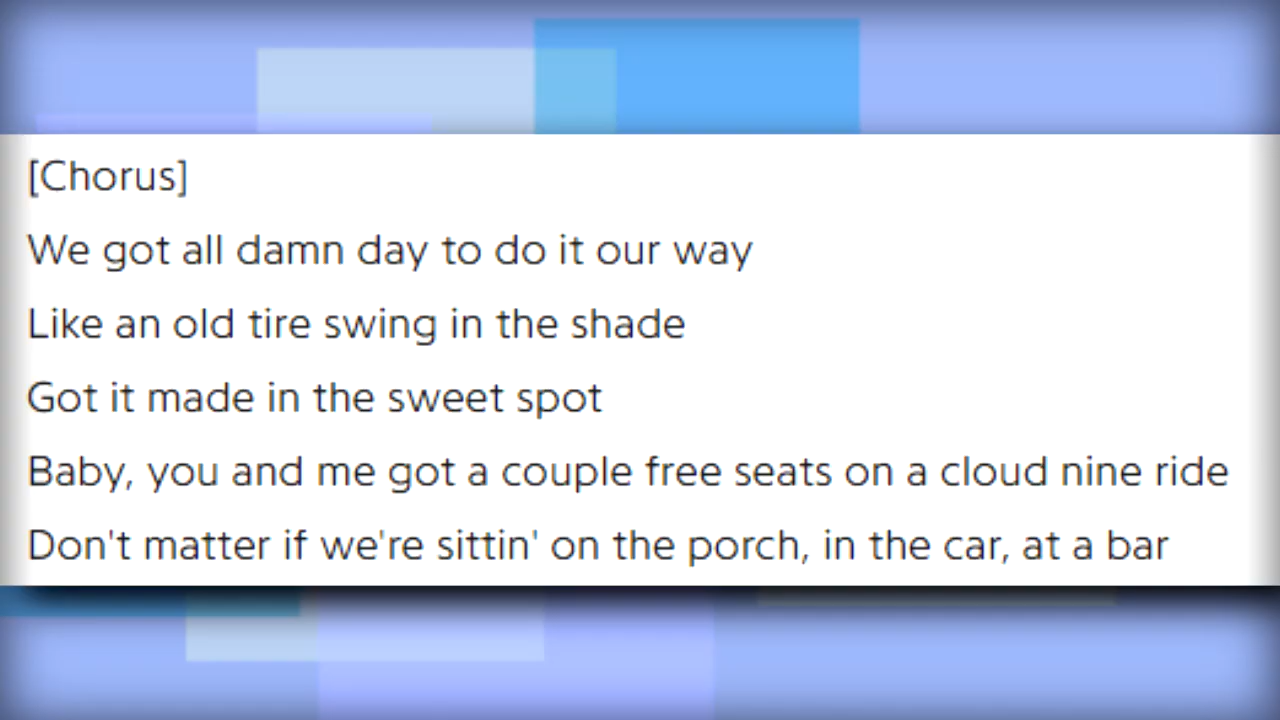 [Chorus]
We got all damn day to do it our way
Like an old tire swing in the shade
Got it made in the sweet spot
Baby, you and me got a couple free seats on a cloud nine ride
Don't matter if we're sittin' on the porch, in the car, at a bar